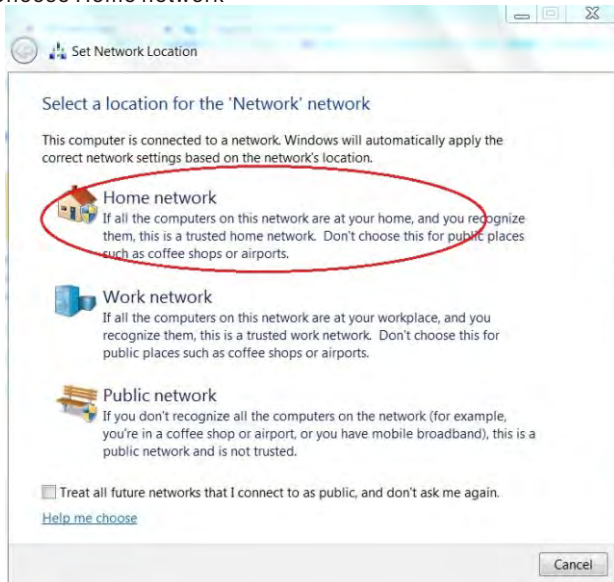 Choose Home network
Set Network Location
Select a location for the 'Network' network
This computer is connected to a network. Windows will automatically apply the
correct network settings based on the network's location.
Home network
If all the computers on this network are at your home, and you recognize
them, this is a trusted home network. Don't choose this for public places
such as coffee shops or airports.
Work network
If all the computers on this network are at your workplace, and you
recognize them, this is a trusted work network. Don't choose this for
public places such as coffee shops or airports.
Public network
If you don't recognize all the computers on the network (for example,
you're in a coffee shop or airport, or you have mobile broadband), this is a
public network and is not trusted.
Treat all future networks that I connect to as public, and don't ask me again.
Help me choose
Cancel